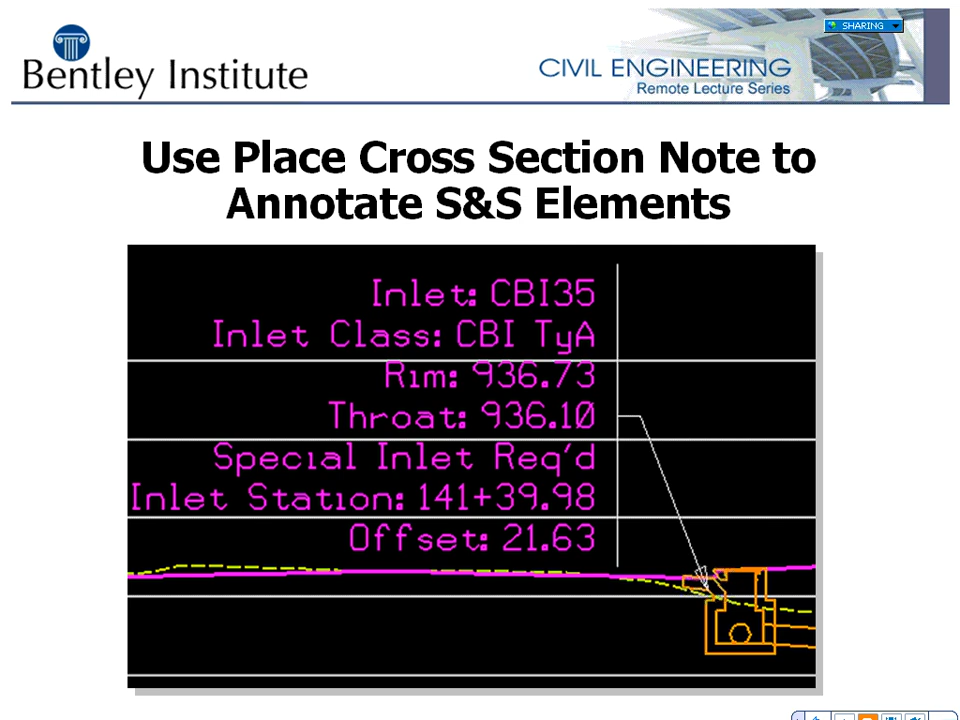 Bentley Institute
CIVIL ENGINEERING
Remote Lecture Series
SHARING
Use Place Cross Section Note to
Annotate S&S Elements
Inlet: CBI35
Inlet Class: CBI TyA
Rim: 936.73
Throat: 936.10
Special Inlet Req'd
Inlet Station: 141+39.98
Offset: 21.63